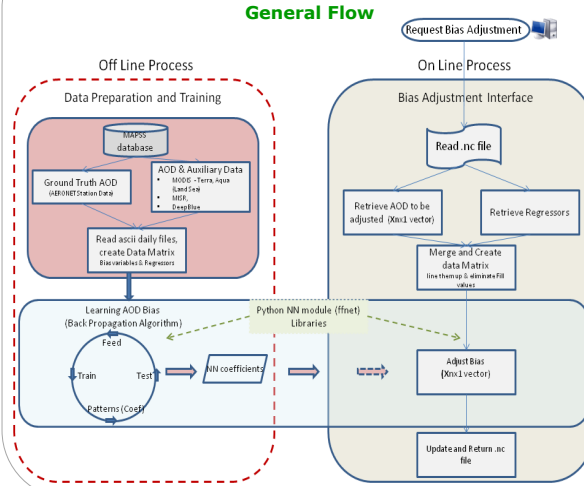 General Flow
Request Bias Adjustment
Off Line Process
On Line Process
Data Preparation and Training
Bias Adjustment Interface
MAPSS
database
Ground Truth AOD
(AERONET Station Data)
AOD & Auxiliary Data
• MODIS - Terra, Aqua
(Land Sea)
• MISR,
• DeepBlue
Read ascii daily files,
create Data Matrix
Bias variables & Regressors
Read .nc file
Retrieve AOD to be
adjusted (Xnx1 vector)
Retrieve Regressors
Merge and Create
data Matrix
line them up & eliminate Fill
values
Learning AOD Bias
(Back Propagation Algorithm)
Feed
Train
Test
Patterns (Coef)
NN coefficients
Python NN module (ffnet)
Libraries
Adjust Bias
(Xnx1 vector)
Update and Return .nc
file